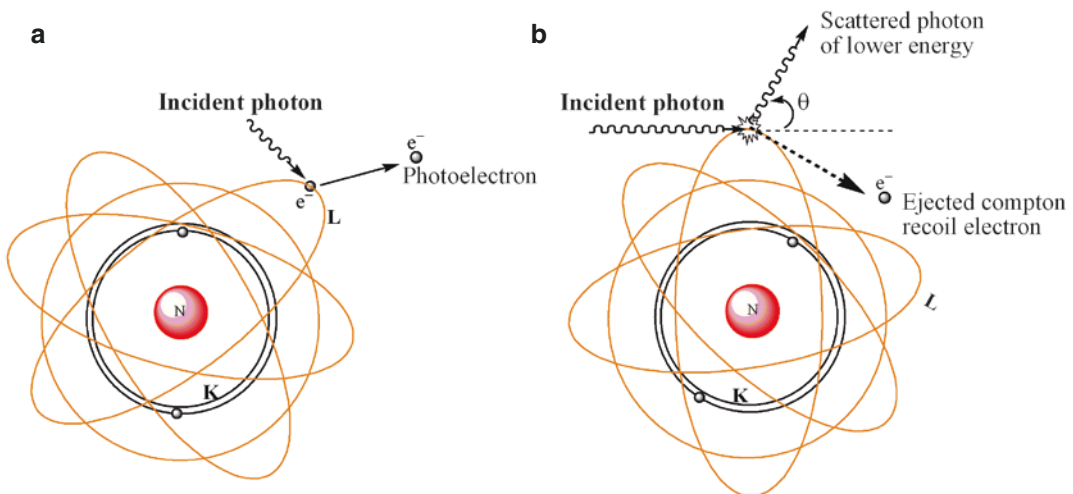 a
Incident photon
e⁻
Photoelectron
e⁻
L
N
K
b
Scattered photon
of lower energy
Incident photon
θ
e⁻
Ejected compton
recoil electron
L
N
K